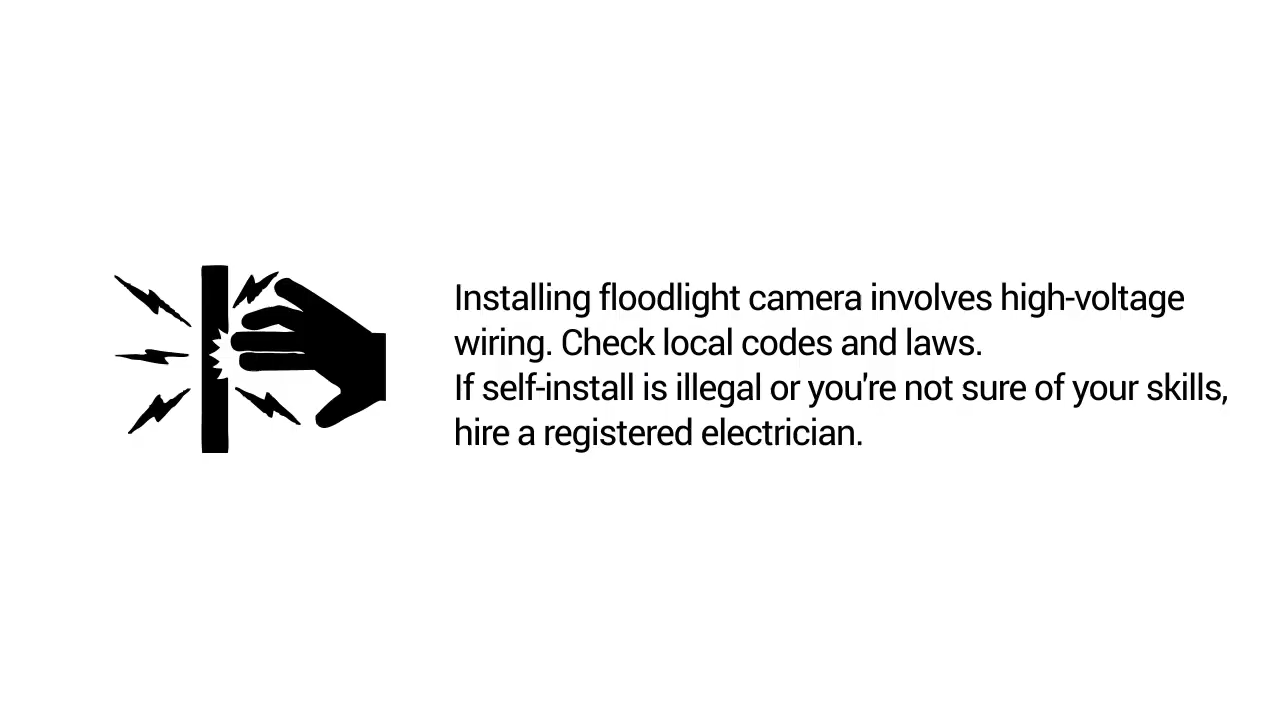 Installing floodlight camera involves high-voltage
wiring. Check local codes and laws.
If self-install is illegal or you're not sure of your skills,
hire a registered electrician.